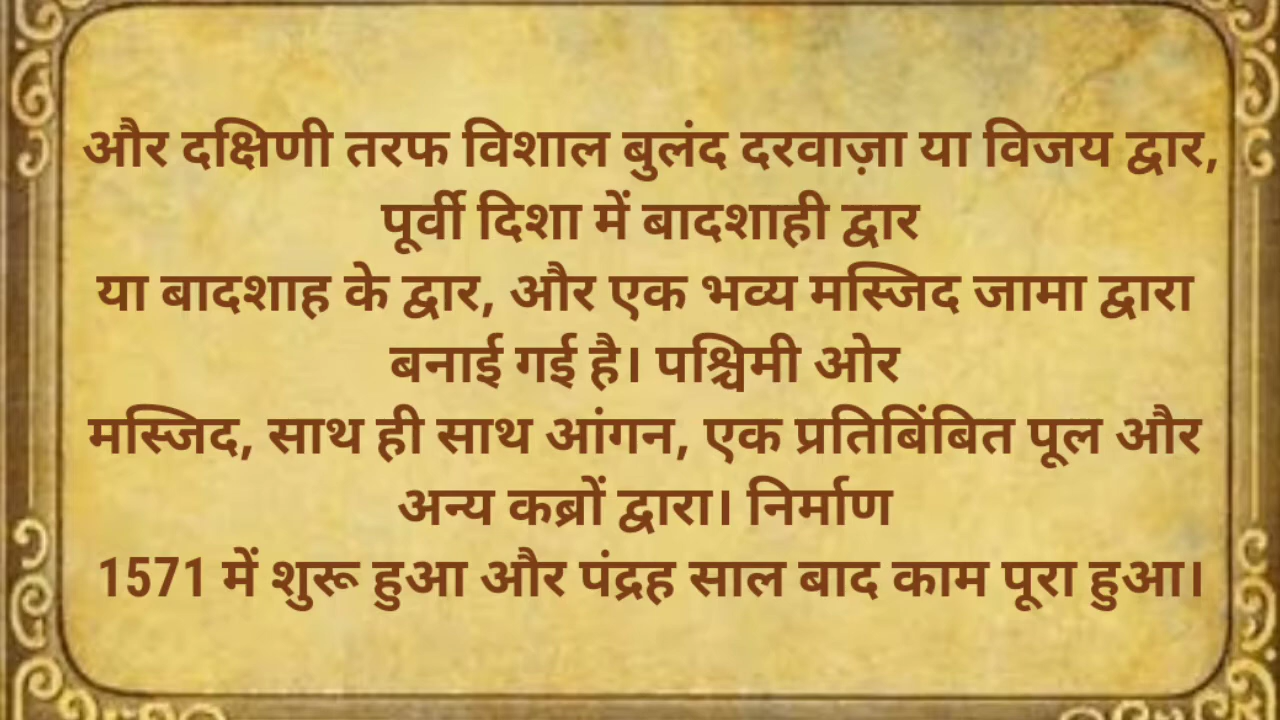 और दक्षिणी तरफ विशाल बुलंद दरवाज़ा या विजय द्वार,
पूर्वी दिशा में बादशाही द्वार
या बादशाह के द्वार, और एक भव्य मस्जिद जामा द्वारा
बनाई गई है। पश्चिमी ओर
मस्जिद, साथ ही साथ आंगन, एक प्रतिबिंबित पूल और
अन्य कब्रों द्वारा। निर्माण
1571 में शुरू हुआ और पंद्रह साल बाद काम पूरा हुआ।